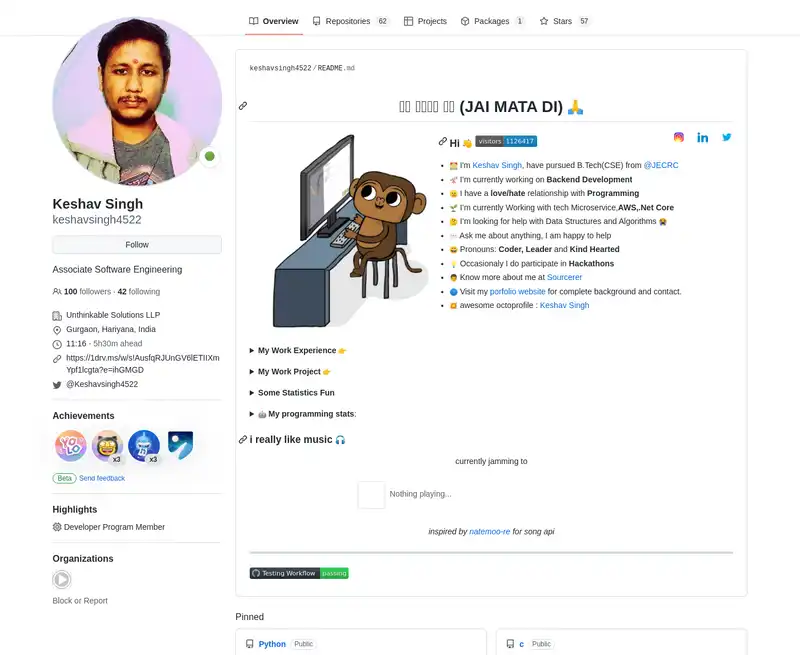 Overview
Repositories 62
Projects
Packages 1
Stars 57
Keshav Singh
keshavsingh4522
Follow
Associate Software Engineering
100 followers · 42 following
Unthinkable Solutions LLP
Gurgaon, Hariyana, India
11:16 - 5h30m ahead
https://1drv.ms/w/s!AusfqRJUnGV6lETIIXm
Ypf1lcgta?e=ihGMGD
@Keshavsingh4522
Achievements
YOLO
x3
x3
Beta Send feedback
Highlights
Developer Program Member
Organizations
Block or Report
keshavsingh4522/README.md
(JAI MATA DI) 🙏
Hi 👋 visitors 1126417
I'm Keshav Singh, have pursued B.Tech(CSE) from @JECRC
I'm currently working on Backend Development
I have a love/hate relationship with Programming
I'm currently Working with tech Microservice,AWS,.Net Core
I'm looking for help with Data Structures and Algorithms 😭
Ask me about anything, I am happy to help
Pronouns: Coder, Leader and Kind Hearted
Occasionaly I do participate in Hackathons
Know more about me at Sourcerer
Visit my porfolio website for complete background and contact.
awesome octoprofile : Keshav Singh
My Work Experience 👉
My Work Project 👉
Some Statistics Fun
🤖 My programming stats:
i really like music 🎧
currently jamming to
Nothing playing...
inspired by natemoo-re for song api
Testing Workflow passing
Pinned
Python Public
c Public